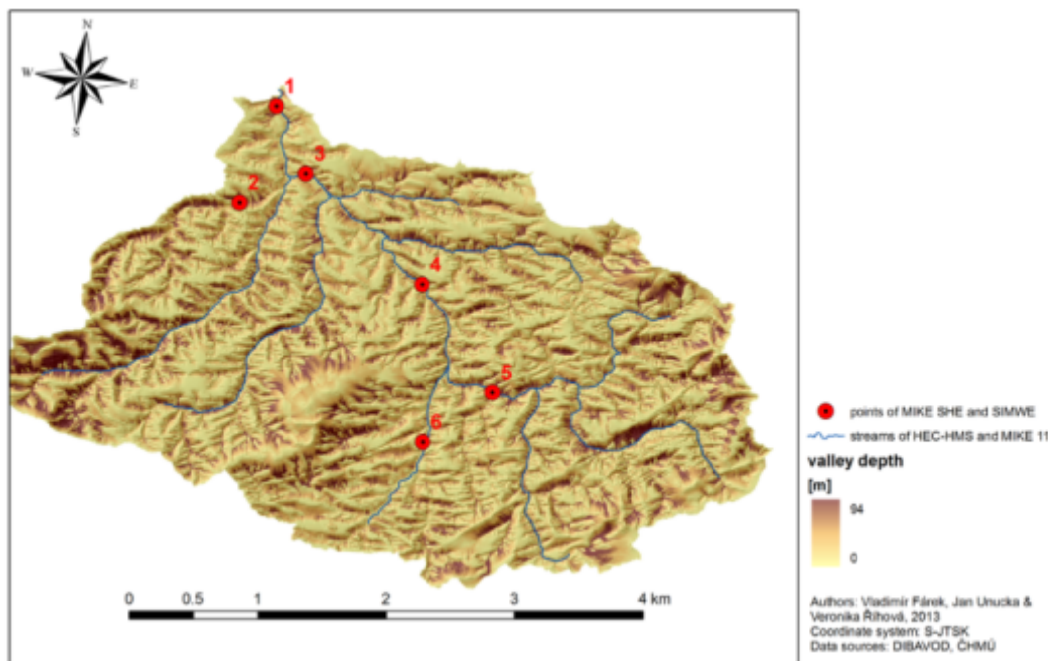 N
W E
S
1
3
2
4
5
6
0 0.5 1 2 3 4 km
points of MIKE SHE and SIMWE
streams of HEC-HMS and MIKE 11
valley depth
[m]
94
0
Authors: Vladimír Fárek, Jan Unucka &
Veronika Říhová, 2013
Coordinate system: S-JTSK
Data sources: DIBAVOD, ČHMÚ